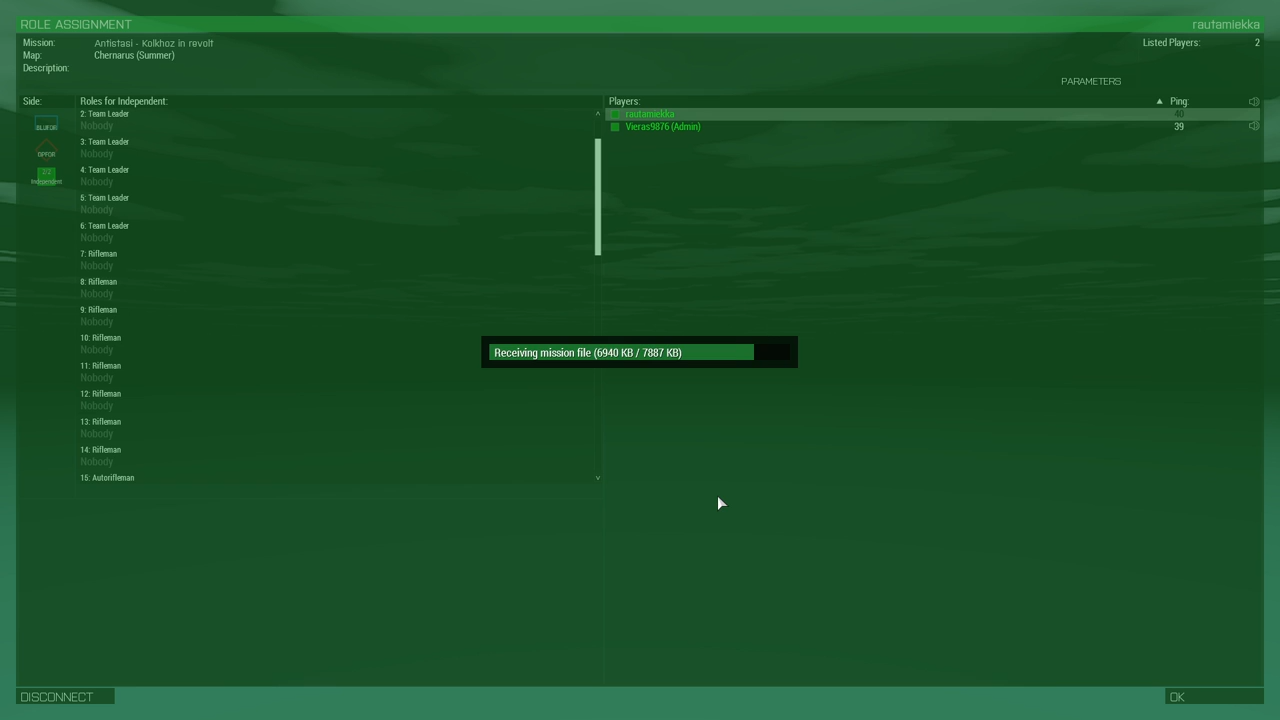 ROLE ASSIGNMENT
rautamiekka
Mission: Antistasi - Kolkhoz in revolt
Listed Players: 2
Map: Chernarus (Summer)
Description:
PARAMETERS
Side:
Roles for Independent:
Players:
Ping:
BLUFOR
OPFOR
2/2
Independent
2: Team Leader
Nobody
3: Team Leader
Nobody
4: Team Leader
Nobody
5: Team Leader
Nobody
6: Team Leader
Nobody
7: Rifleman
Nobody
8: Rifleman
Nobody
9: Rifleman
Nobody
10: Rifleman
Nobody
11: Rifleman
Nobody
12: Rifleman
Nobody
13: Rifleman
Nobody
14: Rifleman
Nobody
15: Autorifleman
rautamiekka 40
Vieras9876 (Admin) 39
Receiving mission file (6940 KB / 7887 KB)
DISCONNECT
OK